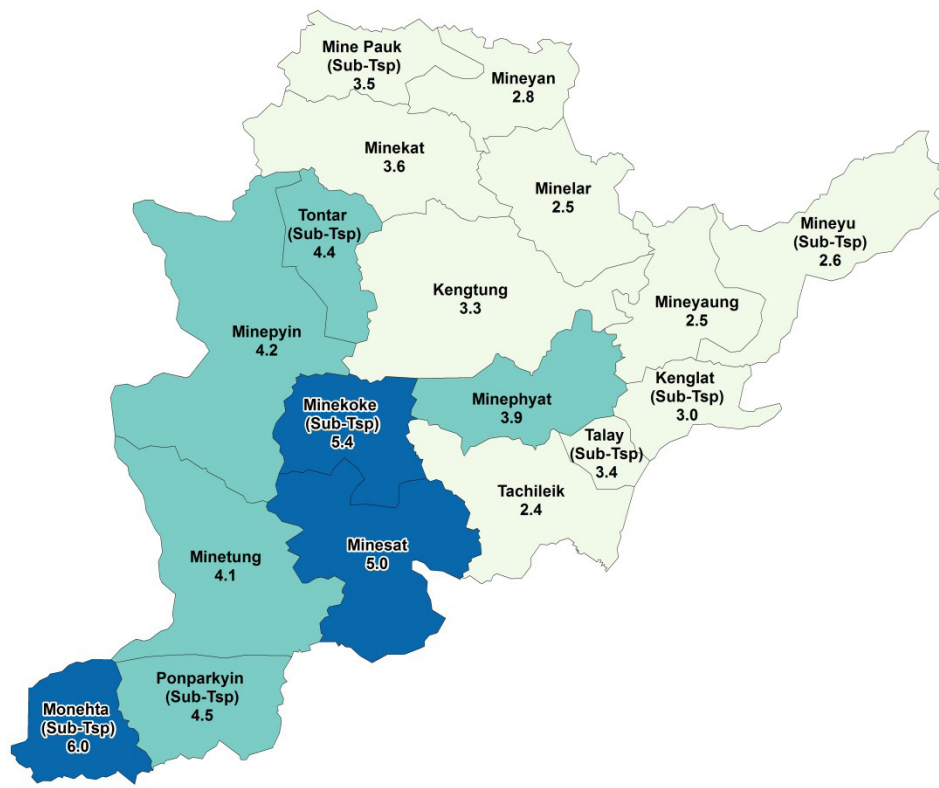 Mine Pauk
(Sub-Tsp)
3.5
Mineyan
2.8
Minekat
3.6
Minelar
2.5
Tontar
(Sub-Tsp)
4.4
Mineyu
(Sub-Tsp)
2.6
Kengtung
3.3
Mineyaung
2.5
Minepyin
4.2
Kenglat
(Sub-Tsp)
3.0
Minephyat
3.9
Minekoke
(Sub-Tsp)
5.4
Talay
(Sub-Tsp)
3.4
Tachileik
2.4
Minesat
5.0
Minetung
4.1
Ponparkyin
(Sub-Tsp)
4.5
Monehta
(Sub-Tsp)
6.0